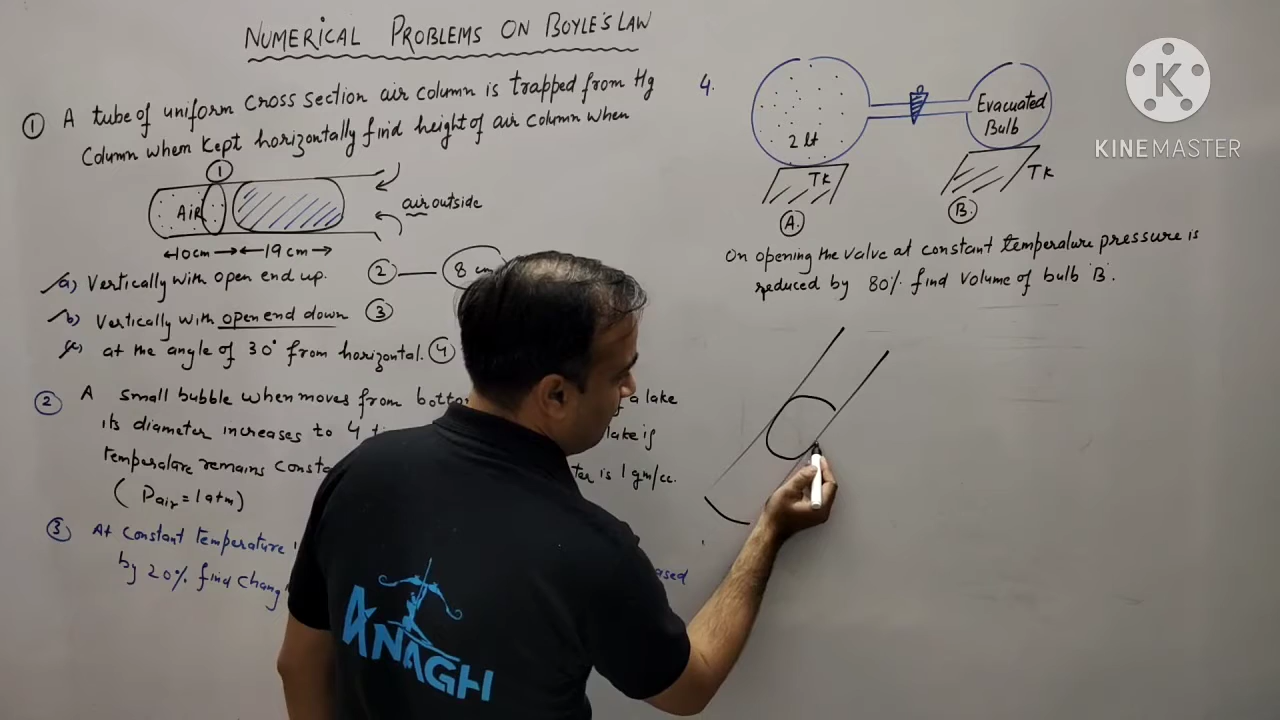 NUMERICAL PROBLEMS ON BOYLE'S LAW
① A tube of uniform cross section air column is trapped from Hg
Column when kept horizontally find height of air column when
①
Air
air outside
10cm 19cm
a) Vertically with open end up. ② — 8 cm
b) Vertically with open end down ③
c) at the angle of 30° from horizontal. ④
② A small bubble when moves from a lake
its diameter increases to 4 lake is
temperature remains is 1 gm/cc.
(Pair = 1 atm)
③ At constant temperature
by 20% find
4.
2 lt
Evacuated
Bulb
TK
TK
A.
B.
On opening the valve at constant temperature pressure is
reduced by 80% find volume of bulb 'B'.
ANAGH
K
KINEMASTER